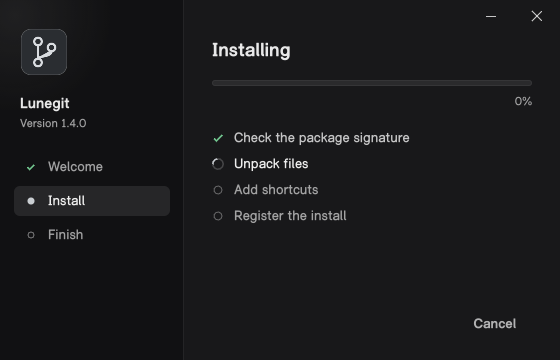 Lunegit
Version 1.4.0
Welcome
Install
Finish
Installing
0%
Check the package signature
Unpack files
Add shortcuts
Register the install
Cancel